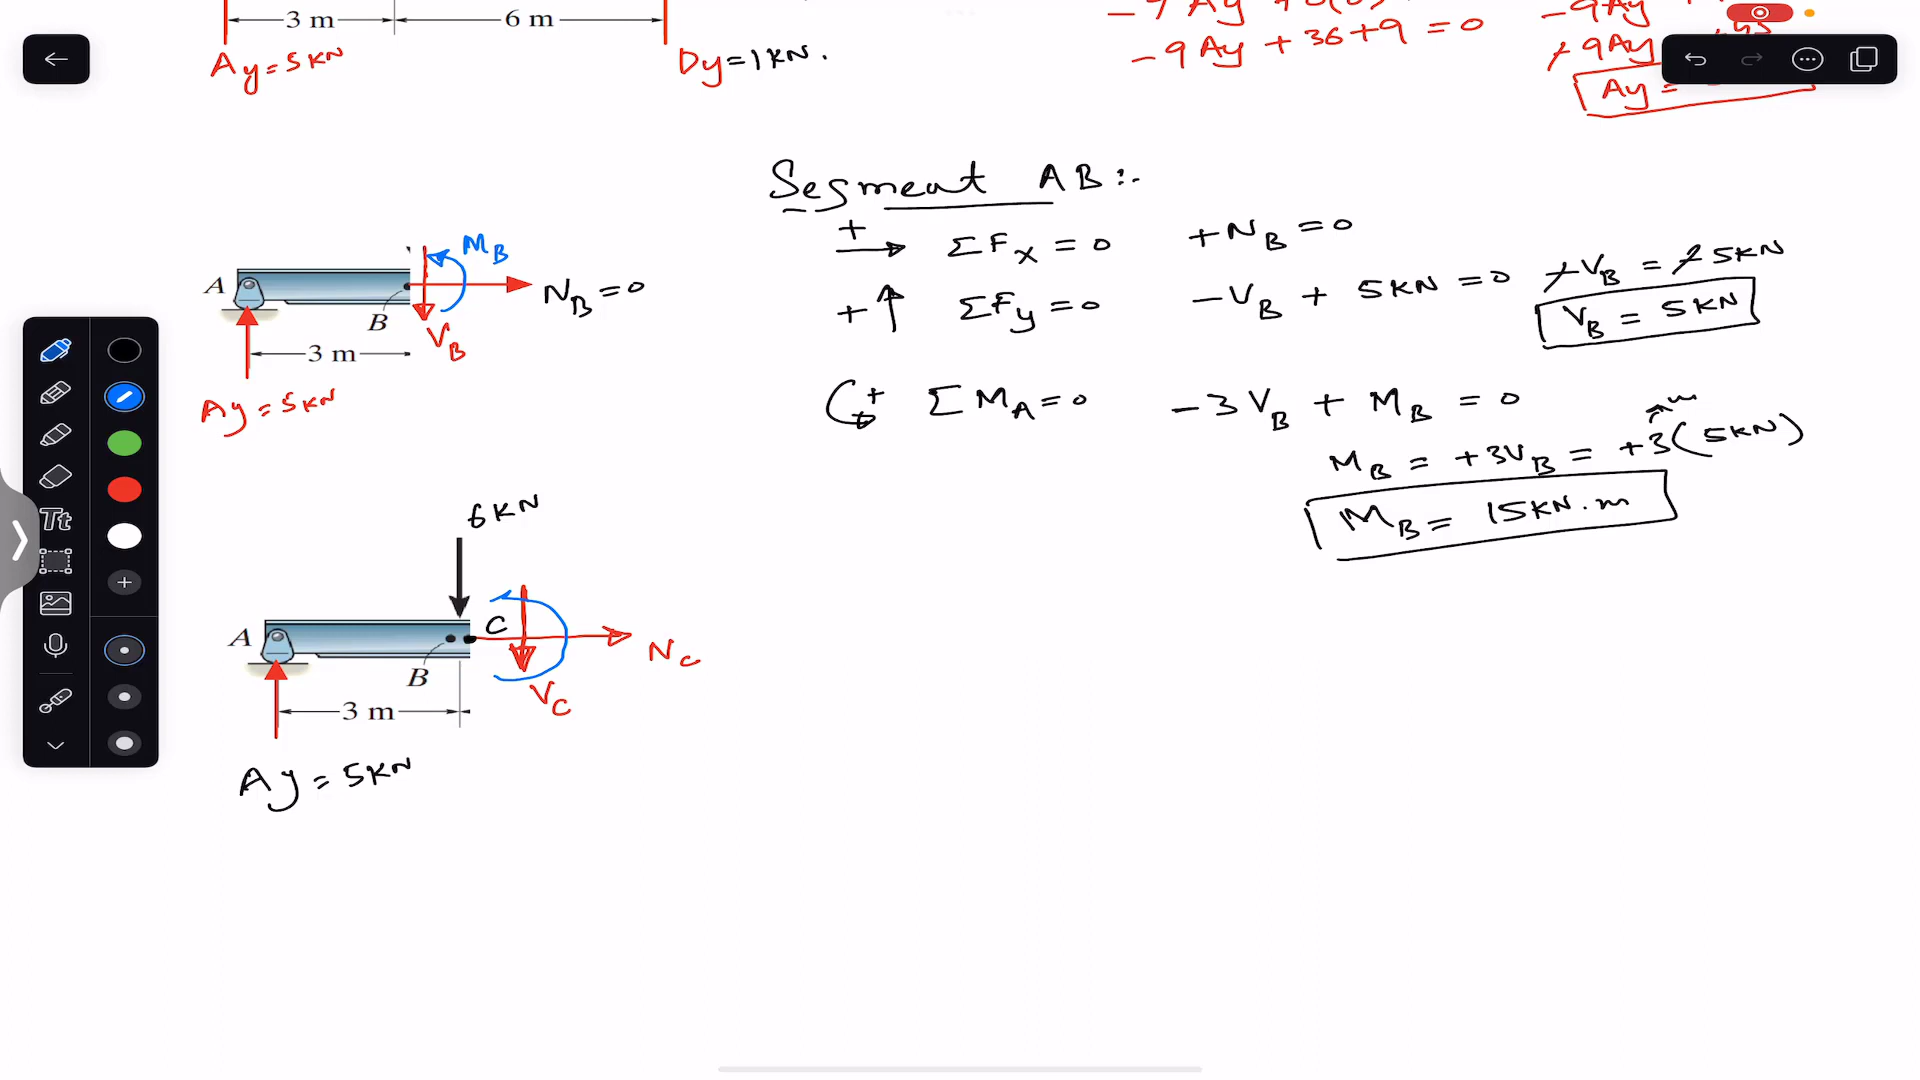 3 m 6 m
Ay = 5KN
Dy = 1KN.
-9Ay + 36 + 9 = 0
-9Ay
Ay =
Segment AB :-
+ → ΣFx = 0 +NB = 0
+ ↑ ΣFy = 0 -VB + 5KN = 0 -VB = -5KN
VB = 5KN
MB
A
B
NB = 0
VB
3 m
Ay = 5KN
+ ΣMA = 0 -3VB + MB = 0
MB = +3VB = +3(5KN)
m
MB = 15KN.m
6KN
A
B
C
NC
VC
3 m
Ay = 5KN
Tt